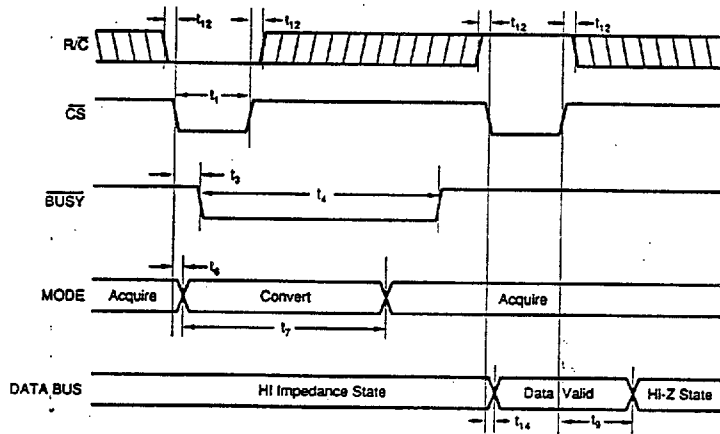 t12 t12 t12 t12
R/C̅
t1
C̅S̅
t3
t4
B̅U̅S̅Y̅
t6
MODE Acquire Convert Acquire
t7
DATA BUS HI Impedance State Data Valid Hi-Z State
t14 t9